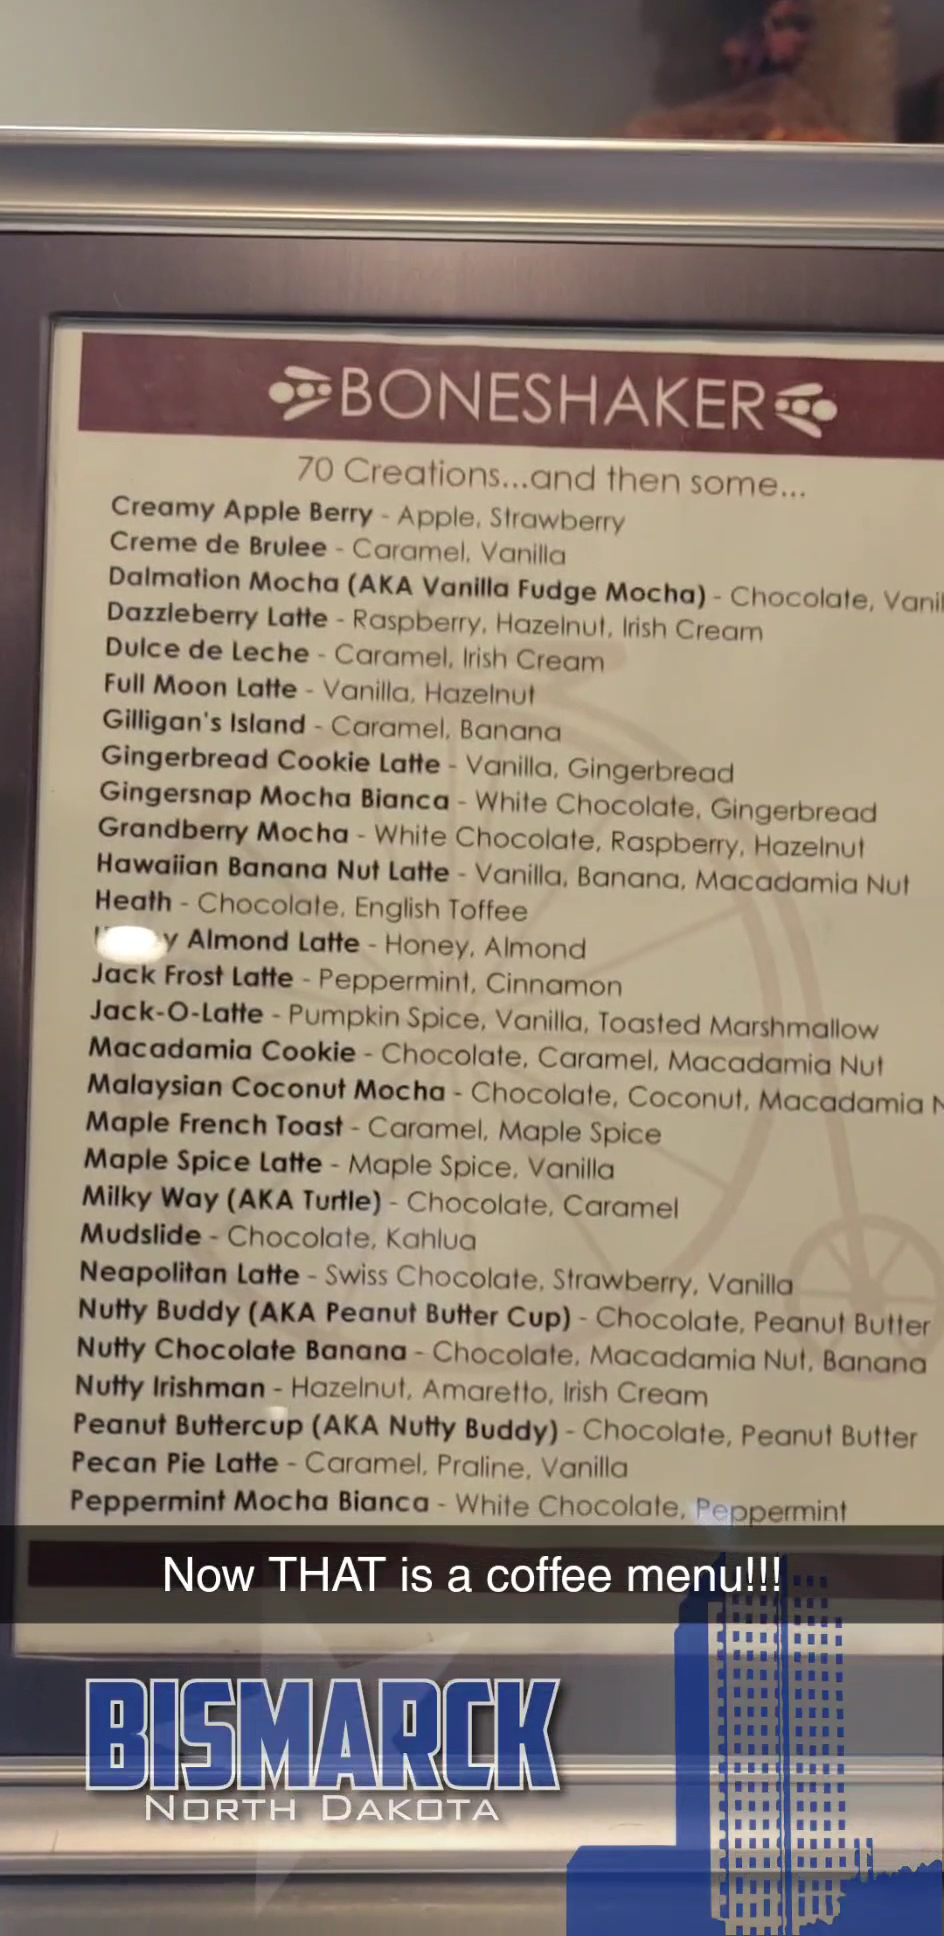 BONESHAKER
70 Creations...and then some...
Creamy Apple Berry - Apple, Strawberry
Creme de Brulee - Caramel, Vanilla
Dalmation Mocha (AKA Vanilla Fudge Mocha) - Chocolate, Vanil
Dazzleberry Latte - Raspberry, Hazelnut, Irish Cream
Dulce de Leche - Caramel, Irish Cream
Full Moon Latte - Vanilla, Hazelnut
Gilligan's Island - Caramel, Banana
Gingerbread Cookie Latte - Vanilla, Gingerbread
Gingersnap Mocha Bianca - White Chocolate, Gingerbread
Grandberry Mocha - White Chocolate, Raspberry, Hazelnut
Hawaiian Banana Nut Latte - Vanilla, Banana, Macadamia Nut
Heath - Chocolate, English Toffee
Almond Latte - Honey, Almond
Jack Frost Latte - Peppermint, Cinnamon
Jack-O-Latte - Pumpkin Spice, Vanilla, Toasted Marshmallow
Macadamia Cookie - Chocolate, Caramel, Macadamia Nut
Malaysian Coconut Mocha - Chocolate, Coconut, Macadamia N
Maple French Toast - Caramel, Maple Spice
Maple Spice Latte - Maple Spice, Vanilla
Milky Way (AKA Turtle) - Chocolate, Caramel
Mudslide - Chocolate, Kahlua
Neapolitan Latte - Swiss Chocolate, Strawberry, Vanilla
Nutty Buddy (AKA Peanut Butter Cup) - Chocolate, Peanut Butter
Nutty Chocolate Banana - Chocolate, Macadamia Nut, Banana
Nutty Irishman - Hazelnut, Amaretto, Irish Cream
Peanut Buttercup (AKA Nutty Buddy) - Chocolate, Peanut Butter
Pecan Pie Latte - Caramel, Praline, Vanilla
Peppermint Mocha Bianca - White Chocolate, Peppermint
Now THAT is a coffee menu!!!
BISMARCK
NORTH DAKOTA